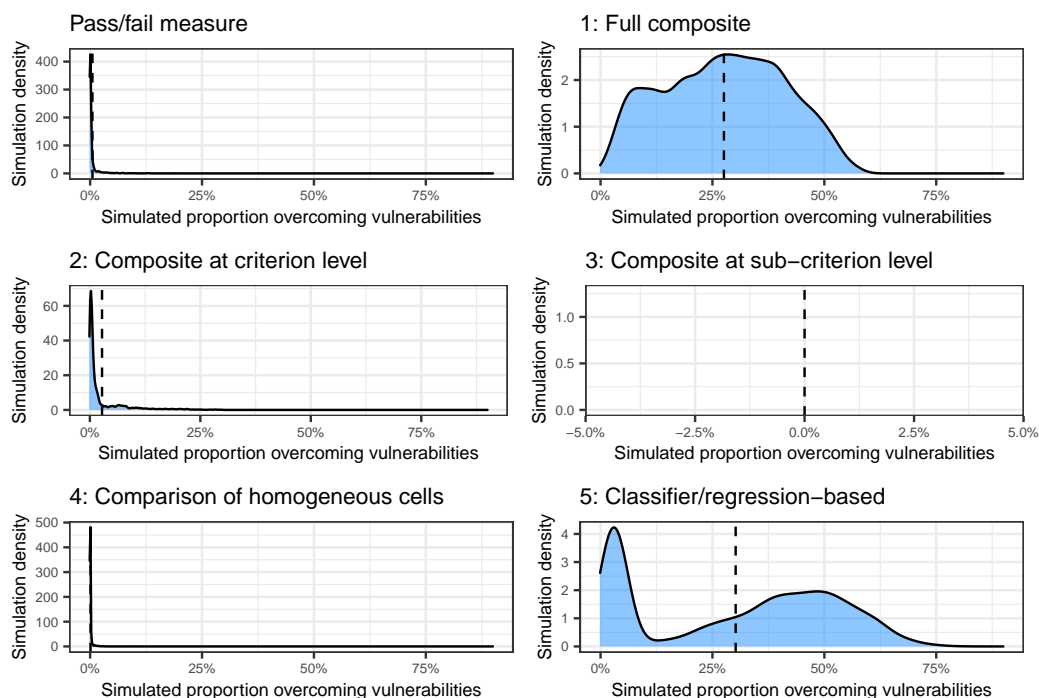 Pass/fail measure
Simulation density
400
300
200
100
0
0%
25%
50%
75%
Simulated proportion overcoming vulnerabilities
1: Full composite
Simulation density
2
1
0
0%
25%
50%
75%
Simulated proportion overcoming vulnerabilities
2: Composite at criterion level
Simulation density
60
40
20
0
0%
25%
50%
75%
Simulated proportion overcoming vulnerabilities
3: Composite at sub−criterion level
Simulation density
1.0
0.5
0.0
−5.0%
−2.5%
0.0%
2.5%
5.0%
Simulated proportion overcoming vulnerabilities
4: Comparison of homogeneous cells
Simulation density
500
400
300
200
100
0
0%
25%
50%
75%
Simulated proportion overcoming vulnerabilities
5: Classifier/regression−based
Simulation density
4
3
2
1
0
0%
25%
50%
75%
Simulated proportion overcoming vulnerabilities